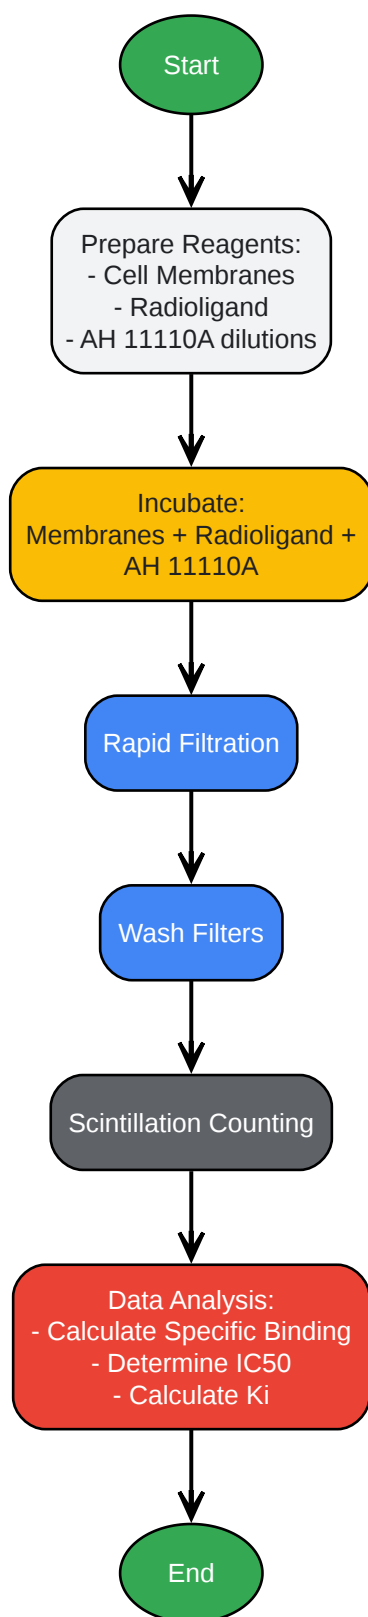 Start
Prepare Reagents:
- Cell Membranes
- Radioligand
- AH 11110A dilutions
Incubate:
Membranes + Radioligand +
AH 11110A
Rapid Filtration
Wash Filters
Scintillation Counting
Data Analysis:
- Calculate Specific Binding
- Determine IC50
- Calculate Ki
End